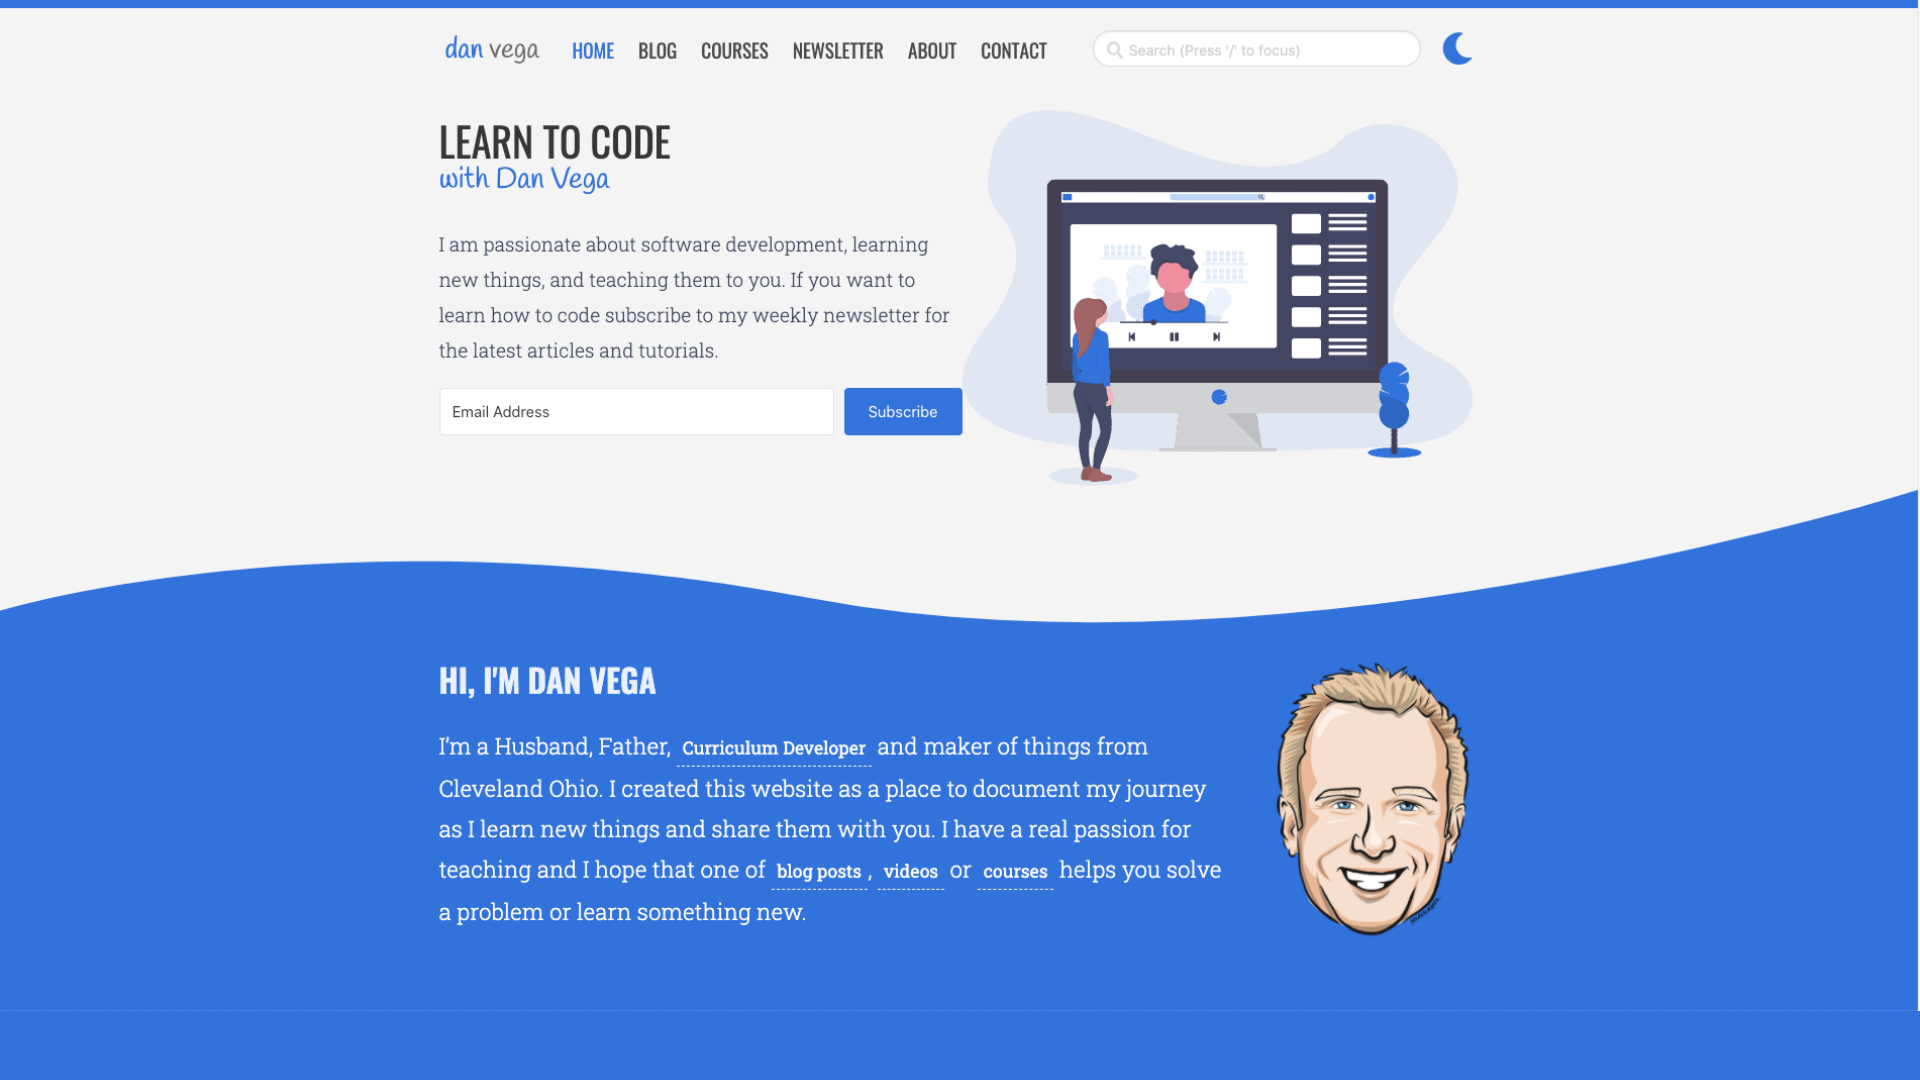 dan vega HOME BLOG COURSES NEWSLETTER ABOUT CONTACT Search (Press '/' to focus)
LEARN TO CODE
with Dan Vega
I am passionate about software development, learning
new things, and teaching them to you. If you want to
learn how to code subscribe to my weekly newsletter for
the latest articles and tutorials.
Email Address Subscribe
HI, I'M DAN VEGA
I'm a Husband, Father, Curriculum Developer and maker of things from
Cleveland Ohio. I created this website as a place to document my journey
as I learn new things and share them with you. I have a real passion for
teaching and I hope that one of blog posts , videos or courses helps you solve
a problem or learn something new.